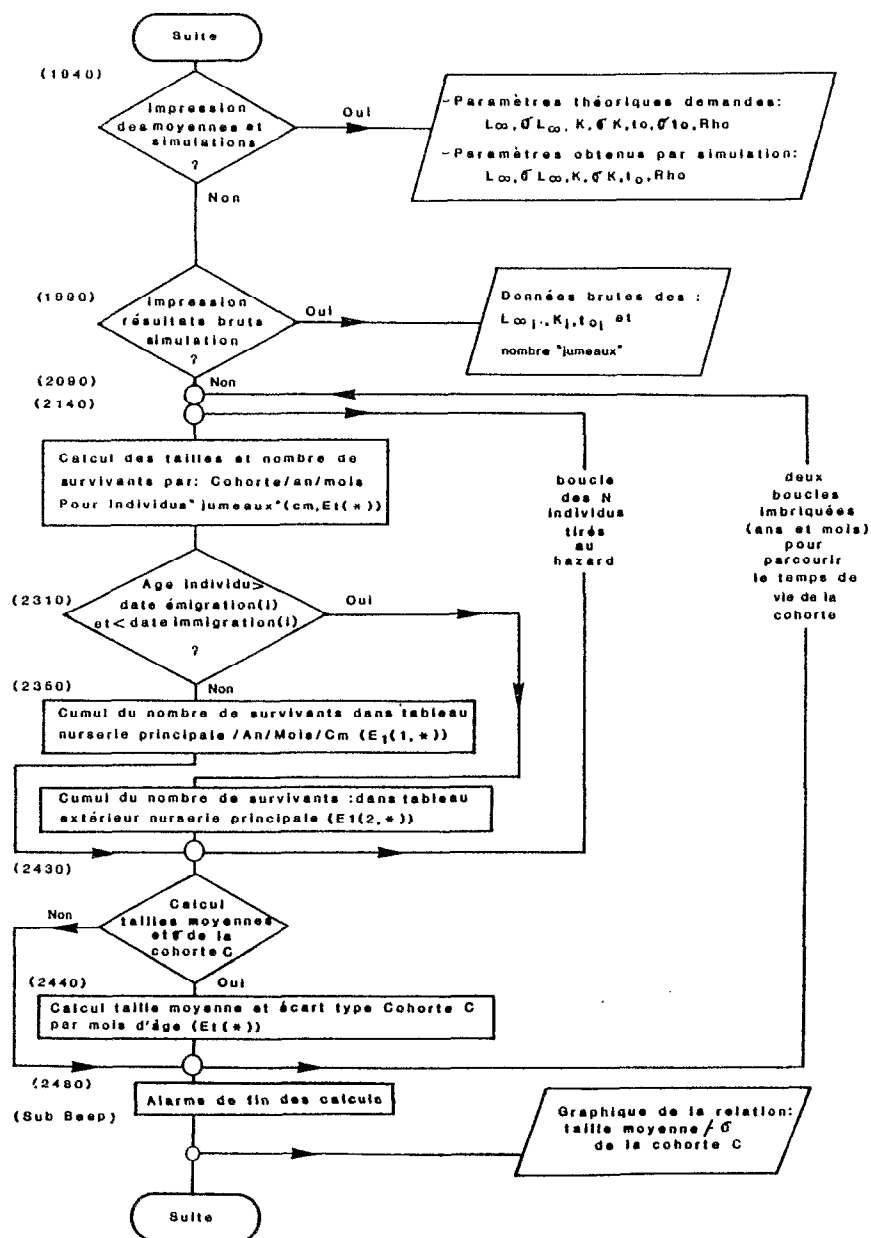 Suite
(1940)
Impression
des moyennes et
simulations
?
Oui
Non
-Paramètres théoriques demandes:
L∞, σ L∞, K, σ K, to, σ to, Rho
-Paramètres obtenus par simulation:
L∞, σ L∞, K, σ K, to, Rho
(1990)
Impression
résultats bruts
simulation
?
Oui
Non
Données brutes des :
L∞i., Ki, toi et
nombre "jumeaux"
(2090)
(2140)
Calcul des tailles et nombre de
survivants par: Cohorte/an/mois
Pour individus"jumeaux"(cm,Et(*))
boucle
des N
individus
tirés
au
hazard
deux
boucles
imbriquées
(ans et mois)
pour
parcourir
le temps de
vie de la
cohorte
(2310)
Age individu>
date émigration(i)
et<date immigration(i)
?
Oui
Non
(2360)
Cumul du nombre de survivants dans tableau
nurserie principale /An/Mois/Cm (E1(1,*))
Cumul du nombre de survivants :dans tableau
extérieur nurserie principale (E1(2,*))
(2430)
Calcul
tailles moyennes
et σ de la
cohorte C
Non
Oui
(2440)
Calcul taille moyenne et écart type Cohorte C
par mois d'âge (Et(*))
(2480)
(Sub Beep)
Alarme de fin des calculs
Graphique de la relation:
taille moyenne / σ
de la cohorte C
Suite